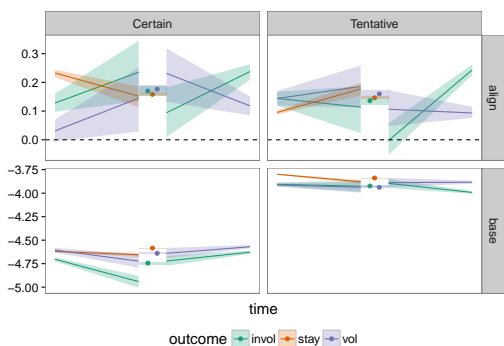 Certain Tentative
0.3
0.2
0.1
0.0
align
−3.75
−4.00
−4.25
−4.50
−4.75
−5.00
base
time
outcome invol stay vol